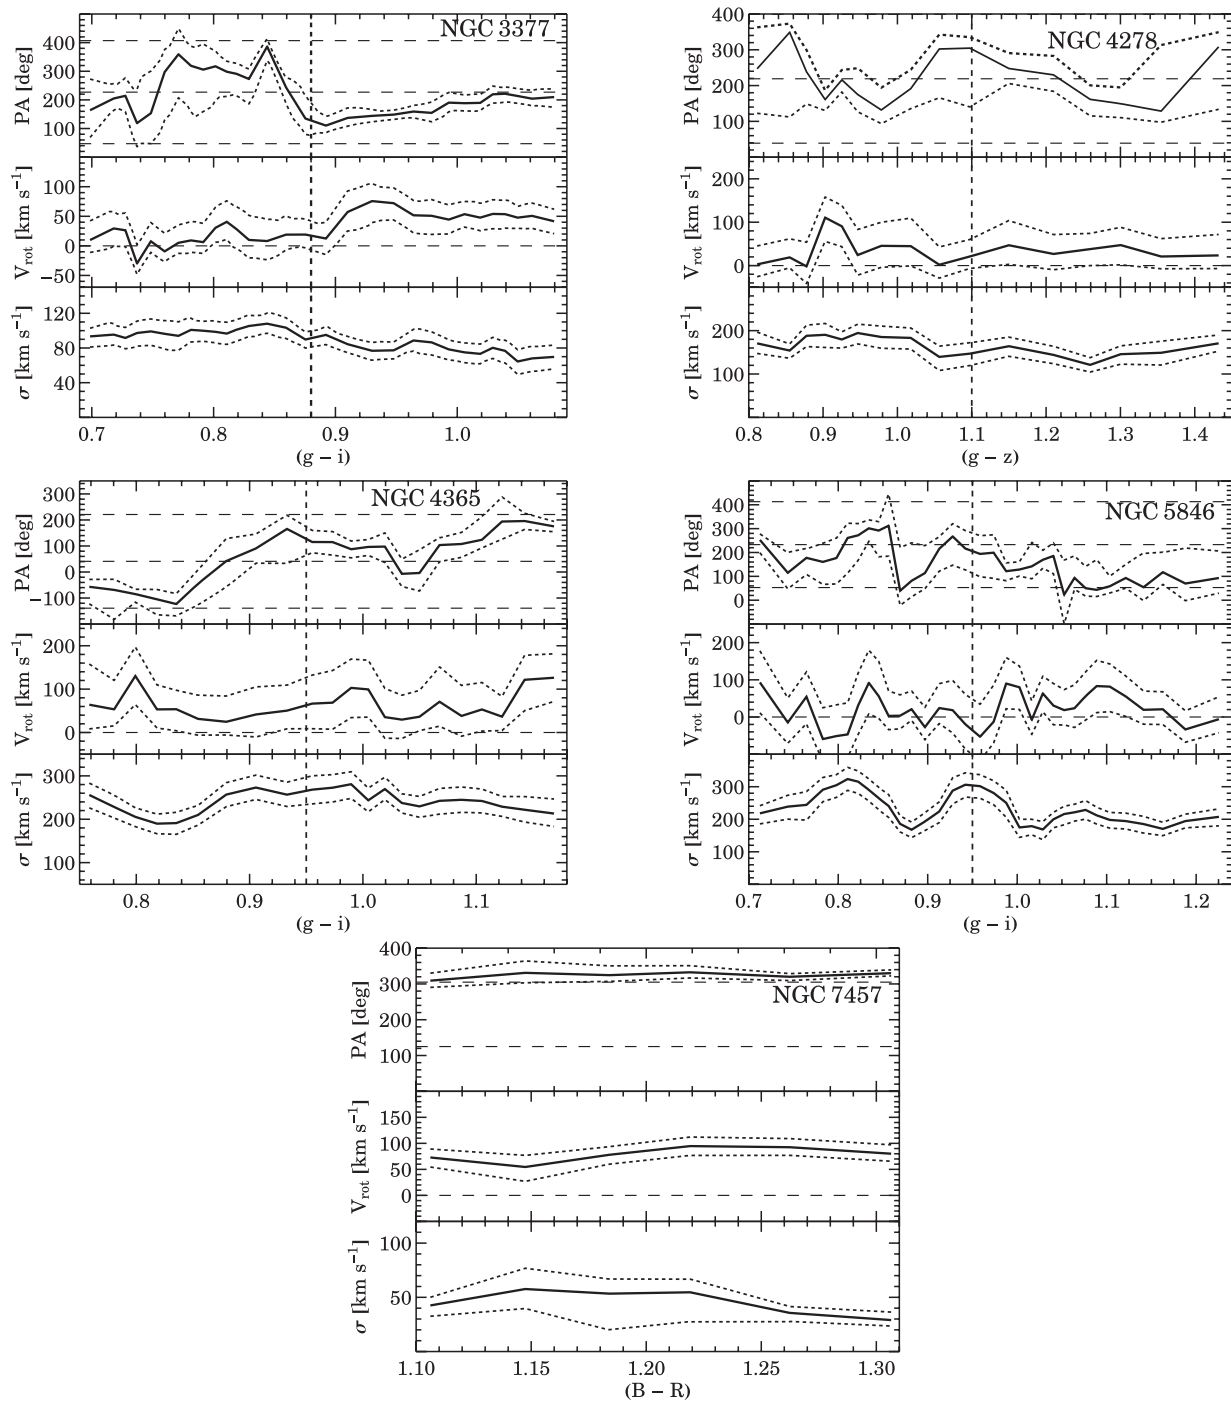 NGC 3377
PA [deg]
400
300
200
100
V_rot [km s⁻¹]
100
50
0
−50
σ [km s⁻¹]
120
80
40
0.7 0.8 0.9 1.0
(g − i)
NGC 4278
PA [deg]
400
300
200
100
V_rot [km s⁻¹]
200
100
0
σ [km s⁻¹]
200
100
0.8 0.9 1.0 1.1 1.2 1.3 1.4
(g − z)
NGC 4365
PA [deg]
300
200
100
0
−100
V_rot [km s⁻¹]
200
100
0
σ [km s⁻¹]
300
200
100
0.8 0.9 1.0 1.1
(g − i)
NGC 5846
PA [deg]
400
300
200
100
0
V_rot [km s⁻¹]
200
100
0
σ [km s⁻¹]
300
200
100
0.7 0.8 0.9 1.0 1.1 1.2
(g − i)
NGC 7457
PA [deg]
400
300
200
100
V_rot [km s⁻¹]
150
100
50
0
σ [km s⁻¹]
100
50
1.10 1.15 1.20 1.25 1.30
(B − R)